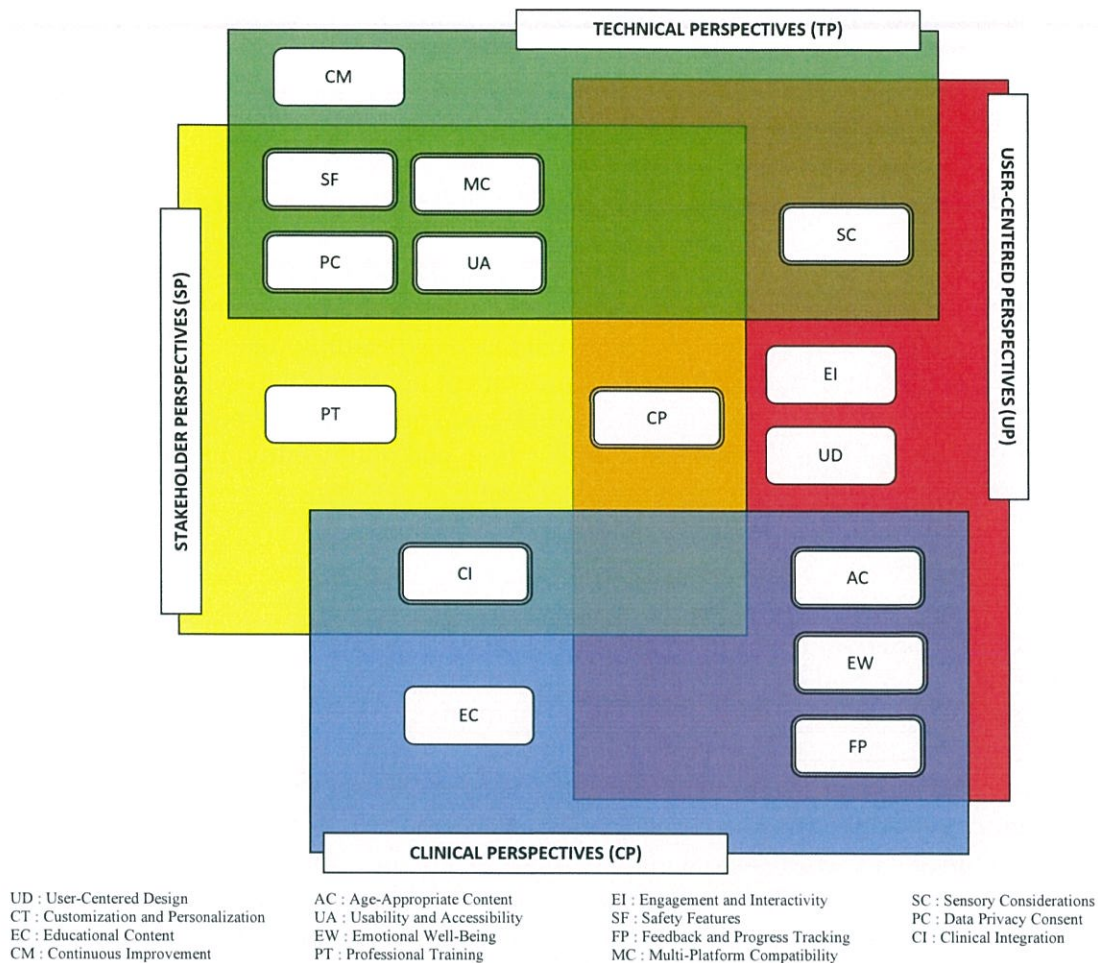 TECHNICAL PERSPECTIVES (TP)
CM
SF
MC
PC
UA
SC
STAKEHOLDER PERSPECTIVES (SP)
USER-CENTERED PERSPECTIVES (UP)
EI
PT
CP
UD
CI
AC
EW
EC
FP
CLINICAL PERSPECTIVES (CP)
UD : User-Centered Design
CT : Customization and Personalization
EC : Educational Content
CM : Continuous Improvement
AC : Age-Appropriate Content
UA : Usability and Accessibility
EW : Emotional Well-Being
PT : Professional Training
EI : Engagement and Interactivity
SF : Safety Features
FP : Feedback and Progress Tracking
MC : Multi-Platform Compatibility
SC : Sensory Considerations
PC : Data Privacy Consent
CI : Clinical Integration